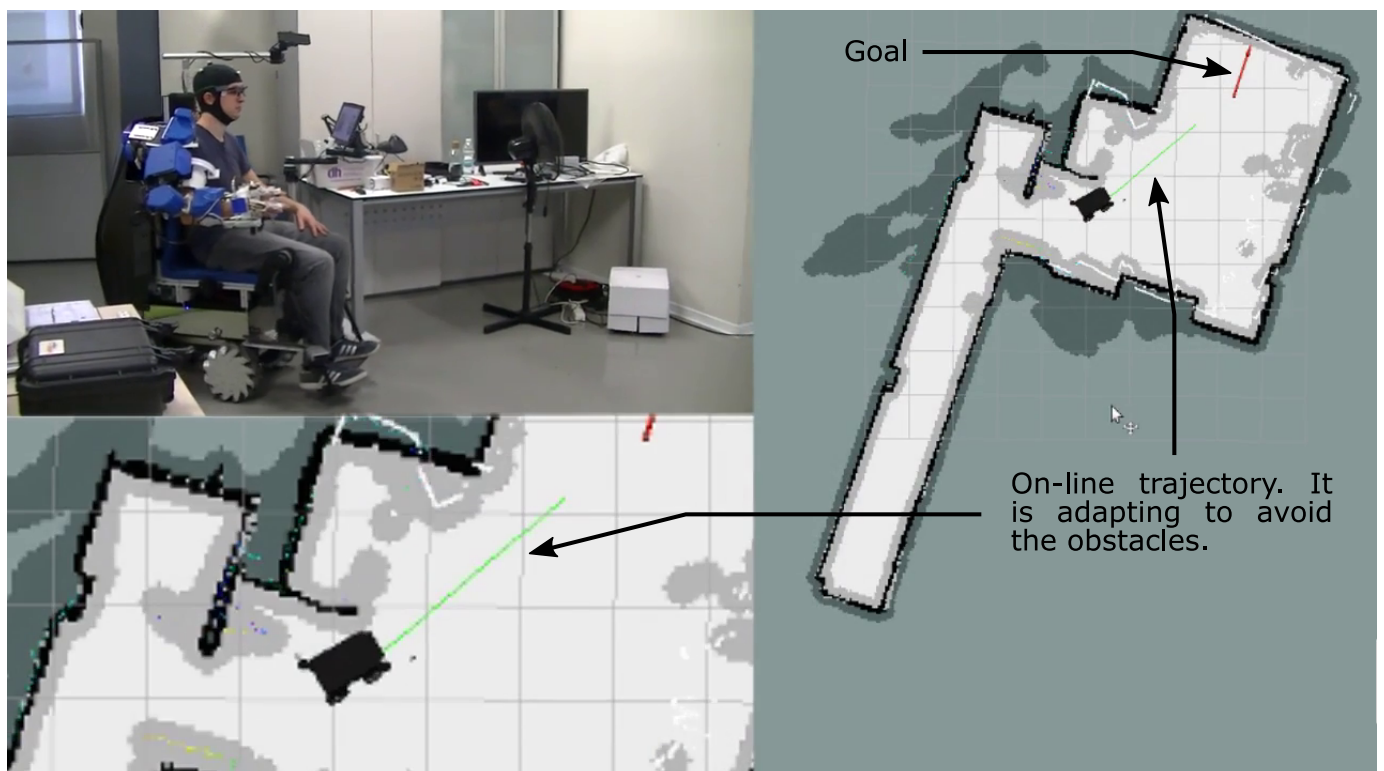 Goal
On-line trajectory. It
is adapting to avoid
the obstacles.